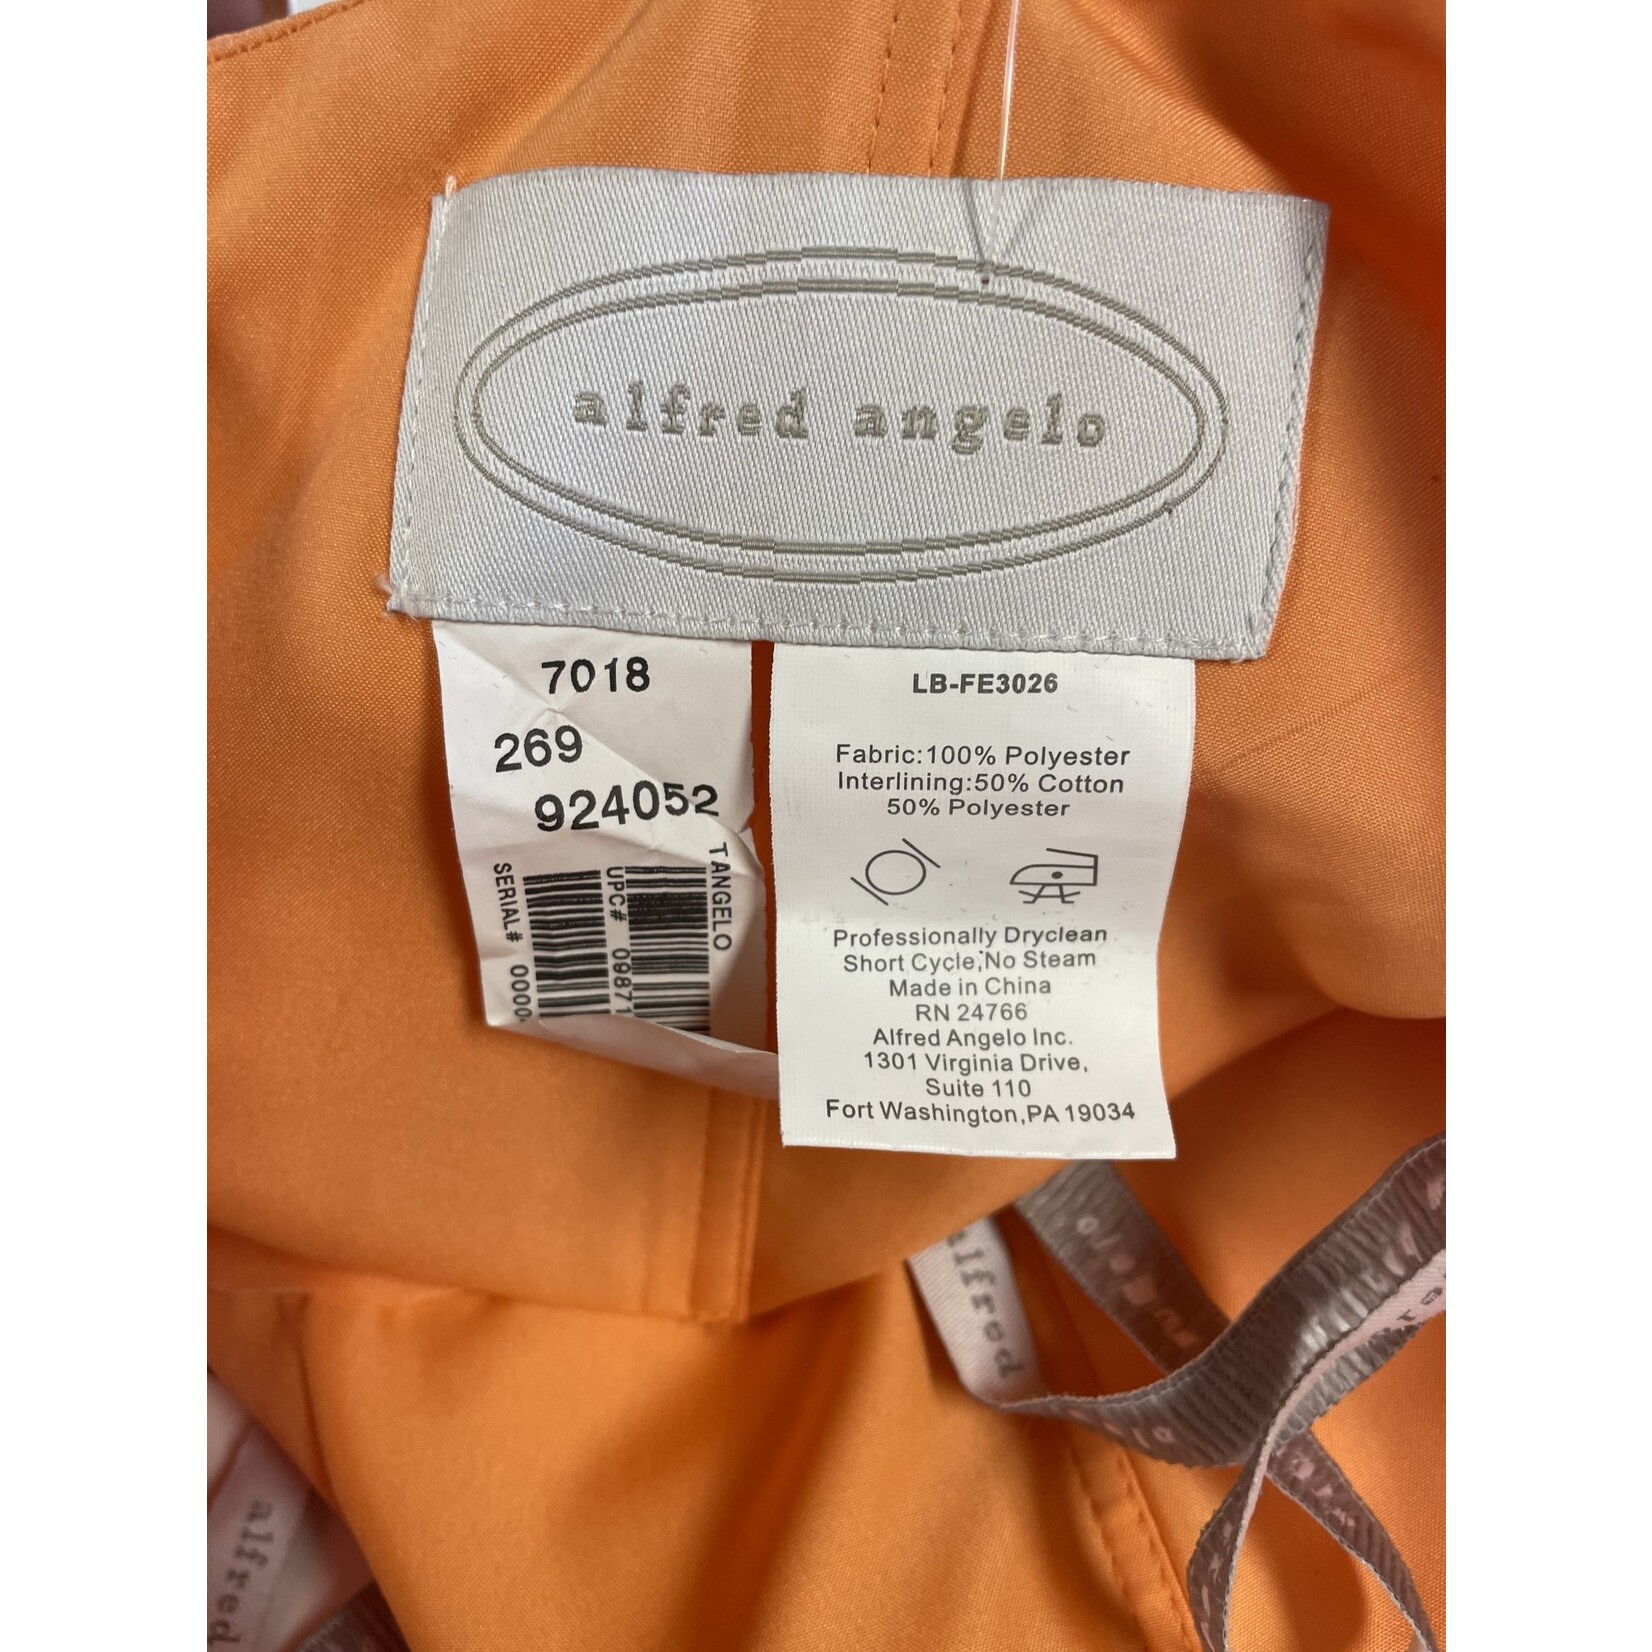 alfred angelo
7018
269
924052
TANGELO
UPC# 09871
SERIAL# 0000
LB-FE3026
Fabric:100% Polyester
Interlining:50% Cotton
50% Polyester
Professionally Dryclean
Short Cycle;No Steam
Made in China
RN 24766
Alfred Angelo Inc.
1301 Virginia Drive,
Suite 110
Fort Washington,PA 19034
alfred
alfred